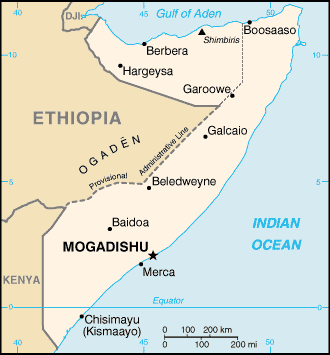 45
50
DJI.
Gulf of Aden
Boosaaso
Berbera
Shimbiris
10
10
Hargeysa
Garoowe
ETHIOPIA
Galcaio
OGADĒN
Administrative Line
Provisional
5
5
Beledweyne
Baidoa
INDIAN
OCEAN
MOGADISHU
Merca
KENYA
Equator
0
0
Chisimayu
(Kismaayo)
0 100 200 km
0 100 200 mi
45
50